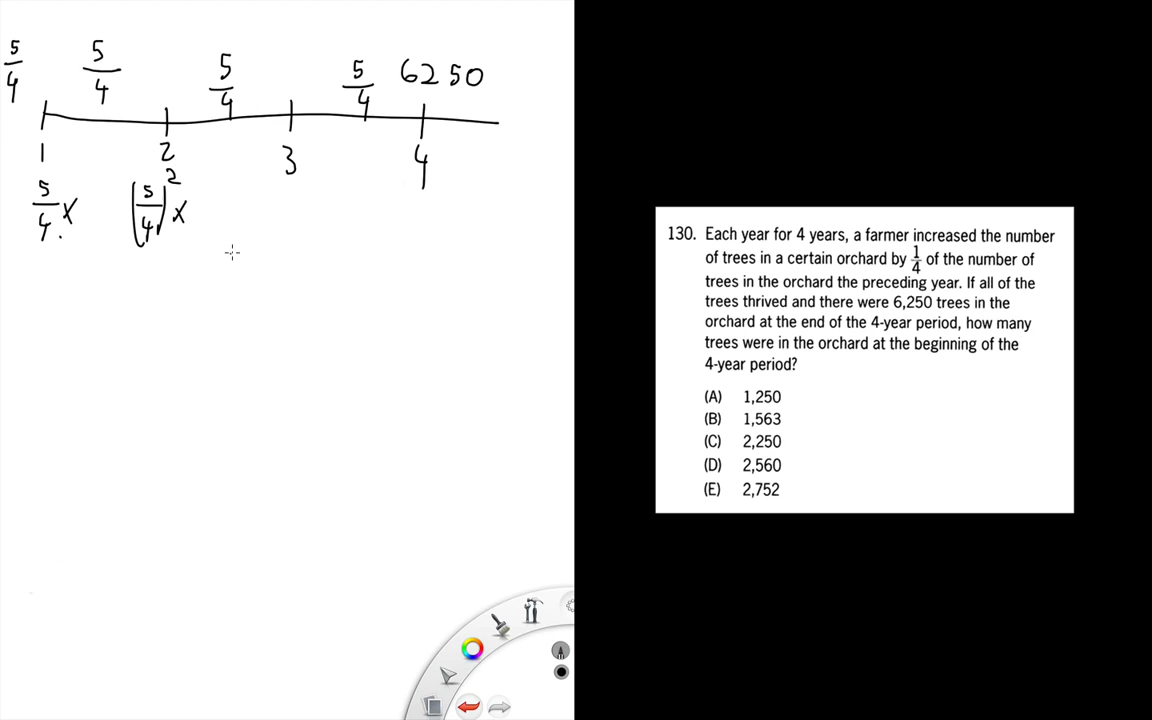 5/4 5/4 5/4 5/4 6250
1 2 3 4
5/4 x (5/4)² x
130. Each year for 4 years, a farmer increased the number
of trees in a certain orchard by 1/4 of the number of
trees in the orchard the preceding year. If all of the
trees thrived and there were 6,250 trees in the
orchard at the end of the 4-year period, how many
trees were in the orchard at the beginning of the
4-year period?
(A) 1,250
(B) 1,563
(C) 2,250
(D) 2,560
(E) 2,752